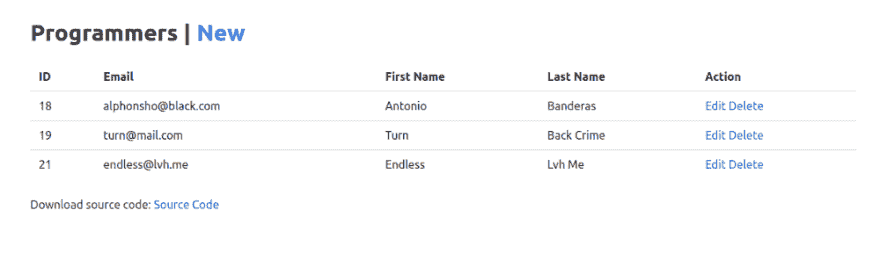 Programmers | New
ID Email First Name Last Name Action
18 alphonsho@black.com Antonio Banderas Edit Delete
19 turn@mail.com Turn Back Crime Edit Delete
21 endless@lvh.me Endless Lvh Me Edit Delete
Download source code: Source Code